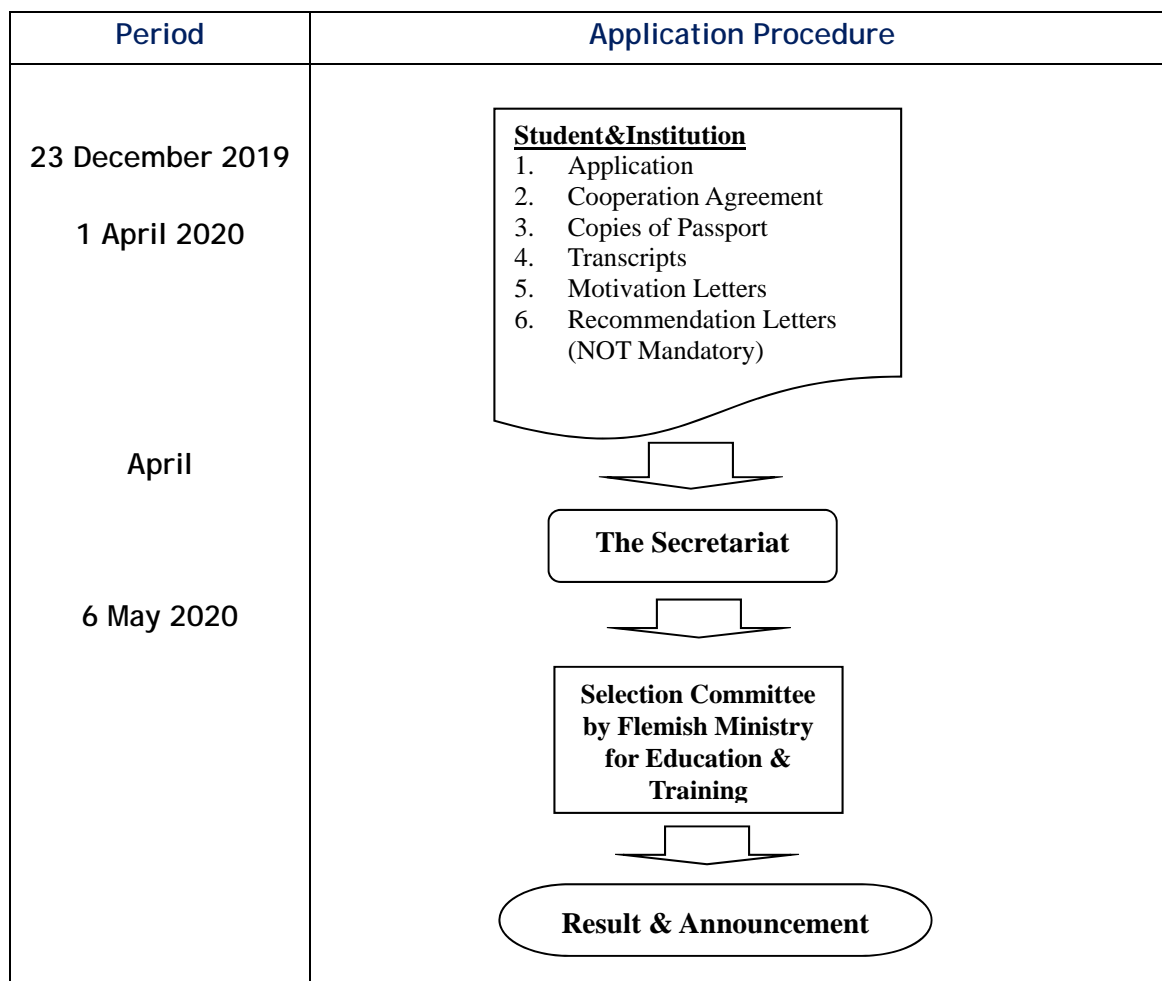 Period
Application Procedure
23 December 2019
1 April 2020
April
6 May 2020
Student&Institution
1. Application
2. Cooperation Agreement
3. Copies of Passport
4. Transcripts
5. Motivation Letters
6. Recommendation Letters
(NOT Mandatory)
The Secretariat
Selection Committee
by Flemish Ministry
for Education &
Training
Result & Announcement